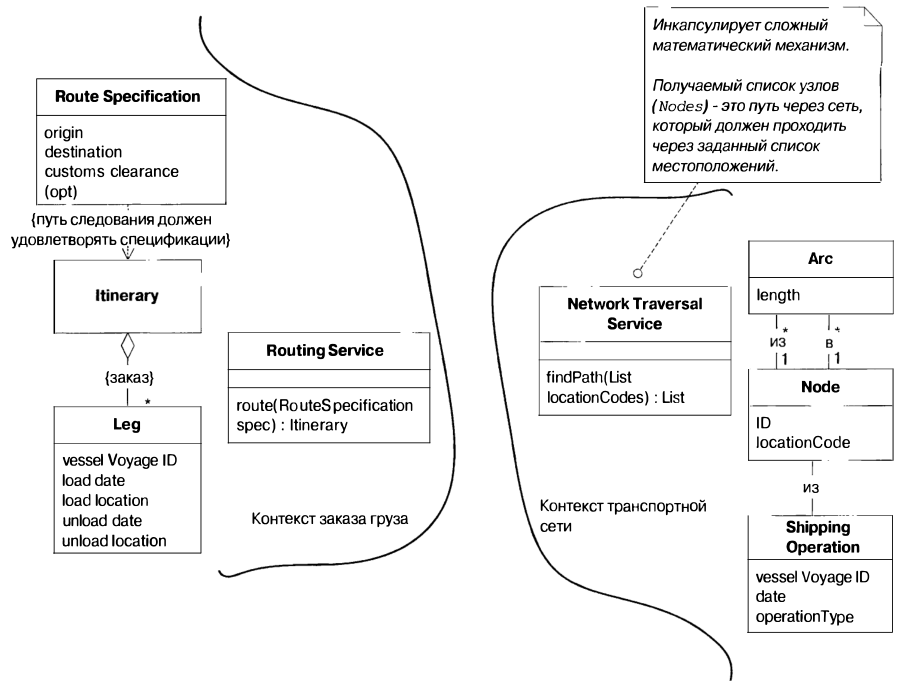 Route Specification
origin
destination
customs clearance
(opt)
{путь следования должен
удовлетворять спецификации}
Itinerary
{заказ}
*
Leg
vessel Voyage ID
load date
load location
unload date
unload location
Routing Service
route(RouteSpecification
spec) : Itinerary
Контекст заказа груза
Инкапсулирует сложный
математический механизм.
Получаемый список узлов
(Nodes) - это путь через сеть,
который должен проходить
через заданный список
местоположений.
Network Traversal
Service
findPath(List
locationCodes) : List
Контекст транспортной
сети
Arc
length
* *
из в
1 1
Node
ID
locationCode
из
Shipping
Operation
vessel Voyage ID
date
operationType